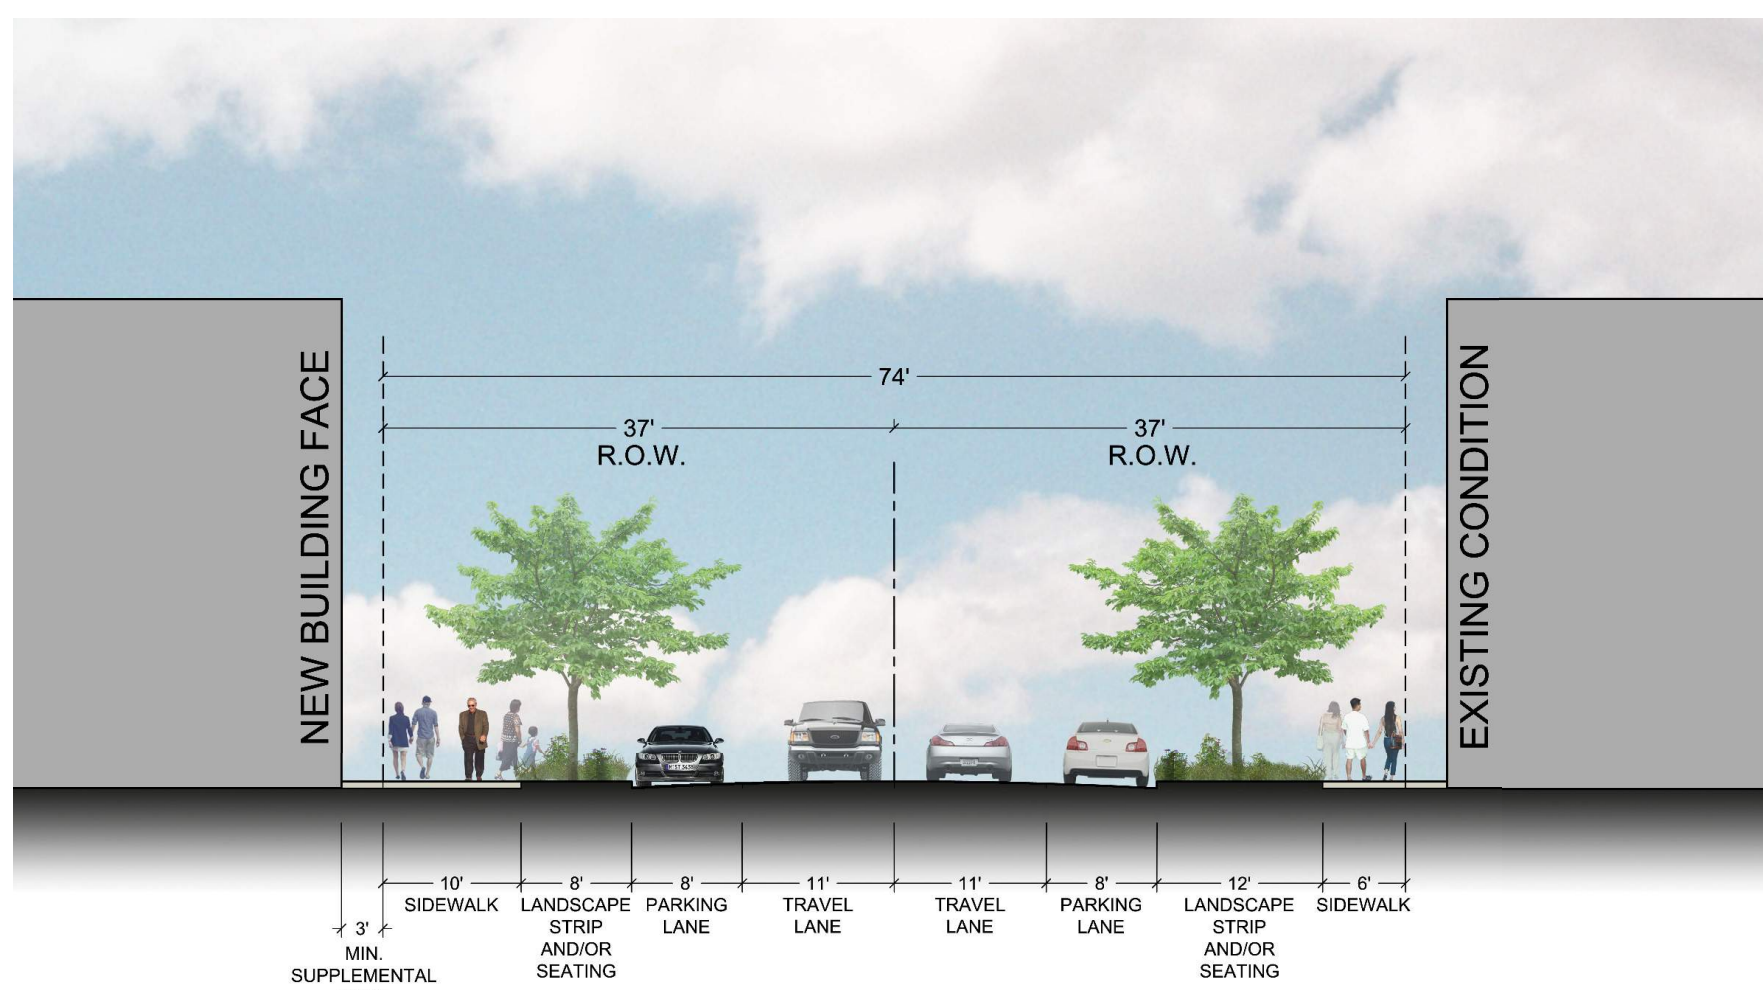 NEW BUILDING FACE
EXISTING CONDITION
74'
37'
R.O.W.
37'
R.O.W.
10'
SIDEWALK
8'
LANDSCAPE
STRIP
AND/OR
SEATING
8'
PARKING
LANE
11'
TRAVEL
LANE
11'
TRAVEL
LANE
8'
PARKING
LANE
12'
LANDSCAPE
STRIP
AND/OR
SEATING
6'
SIDEWALK
3'
MIN.
SUPPLEMENTAL